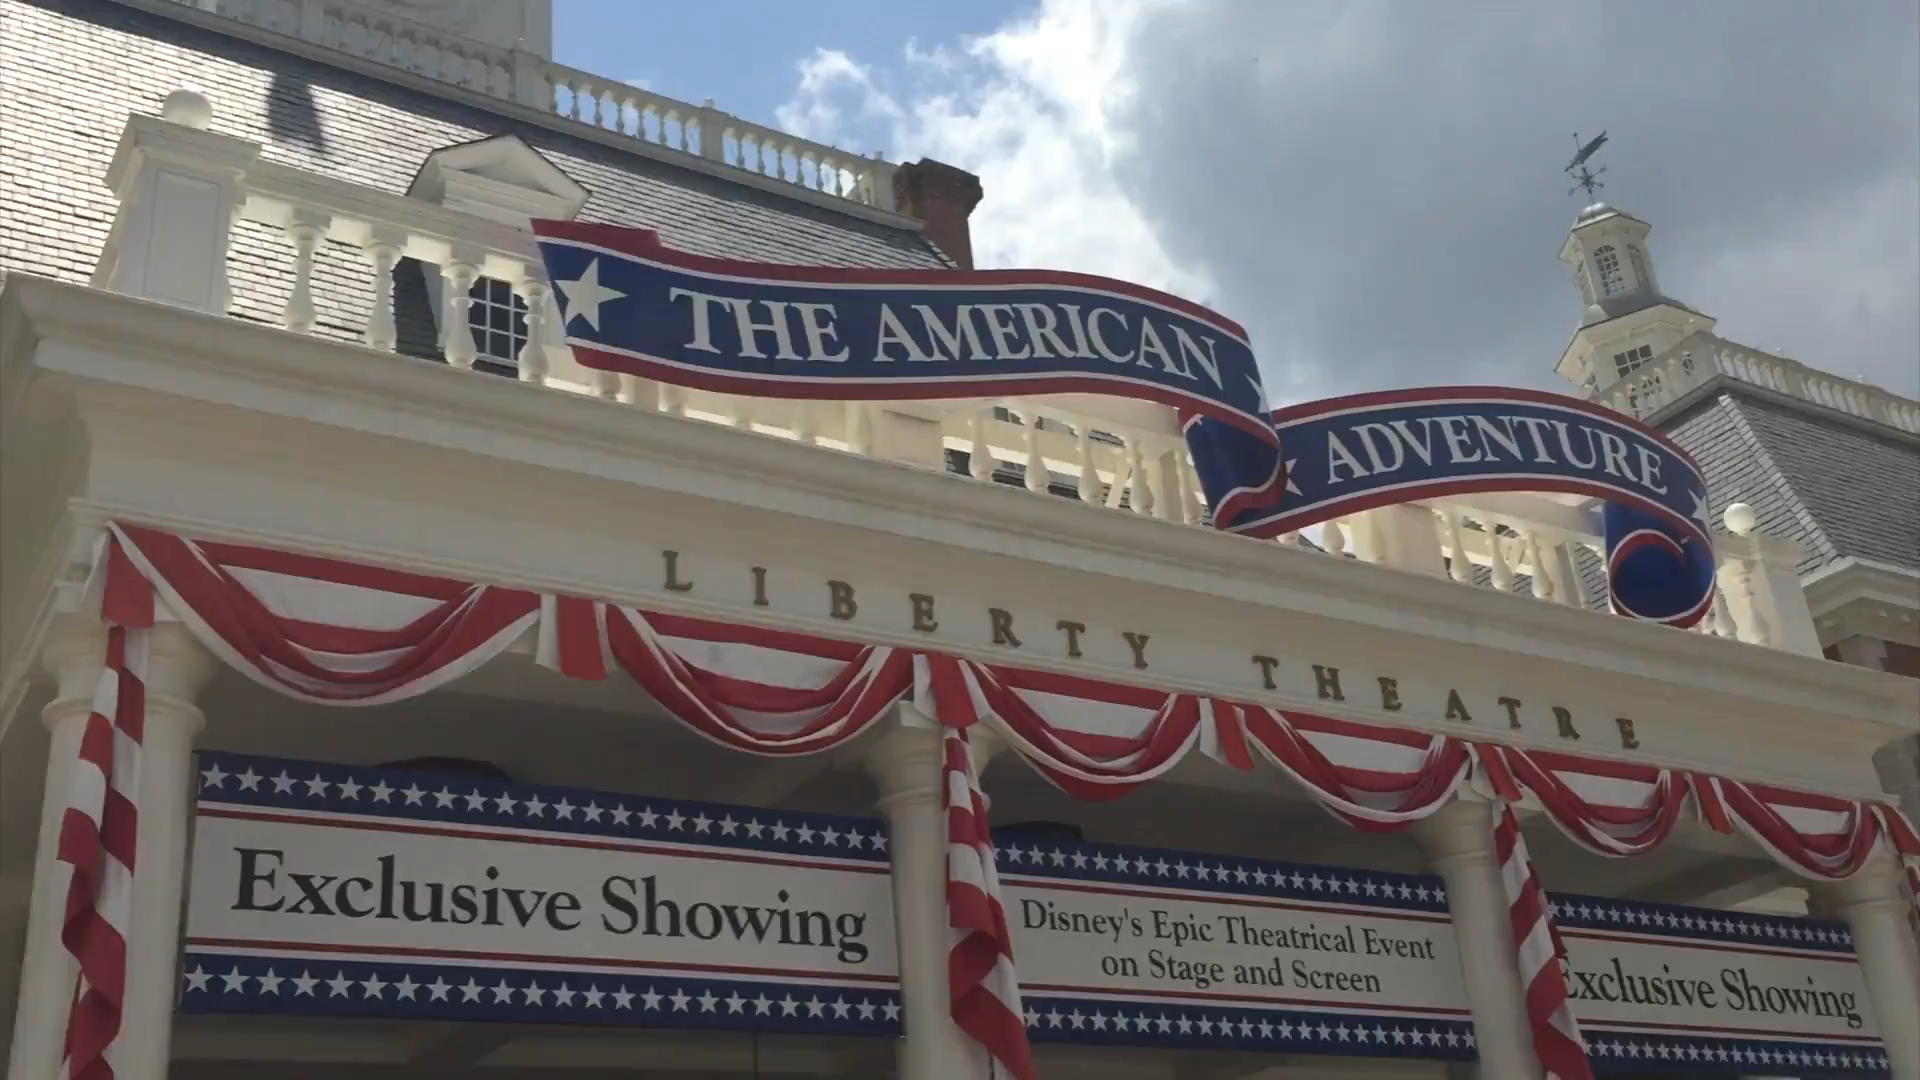 THE AMERICAN
ADVENTURE
LIBERTY THEATRE
Exclusive Showing
Disney's Epic Theatrical Event
on Stage and Screen
Exclusive Showing